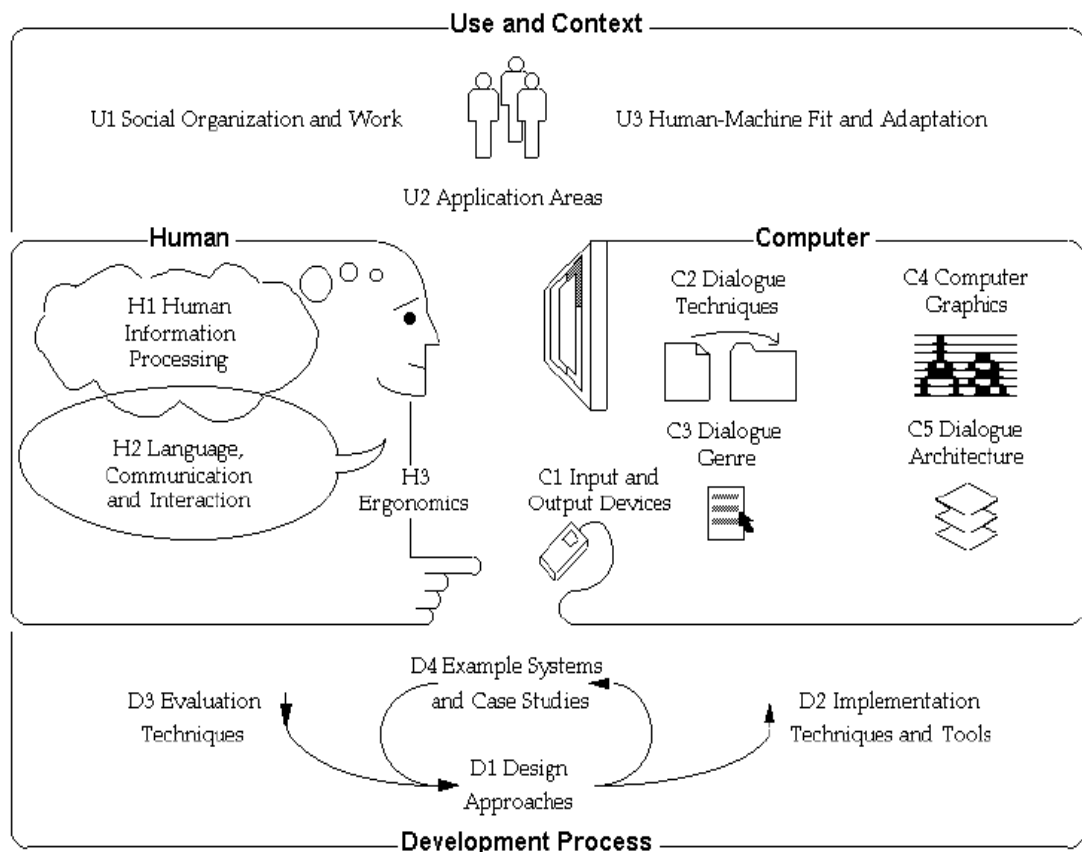 Use and Context
U1 Social Organization and Work
U3 Human-Machine Fit and Adaptation
U2 Application Areas
Human
H1 Human
Information
Processing
H2 Language,
Communication
and Interaction
H3
Ergonomics
Computer
C1 Input and
Output Devices
C2 Dialogue
Techniques
C3 Dialogue
Genre
C4 Computer
Graphics
C5 Dialogue
Architecture
D3 Evaluation
Techniques
D4 Example Systems
and Case Studies
D1 Design
Approaches
D2 Implementation
Techniques and Tools
Development Process